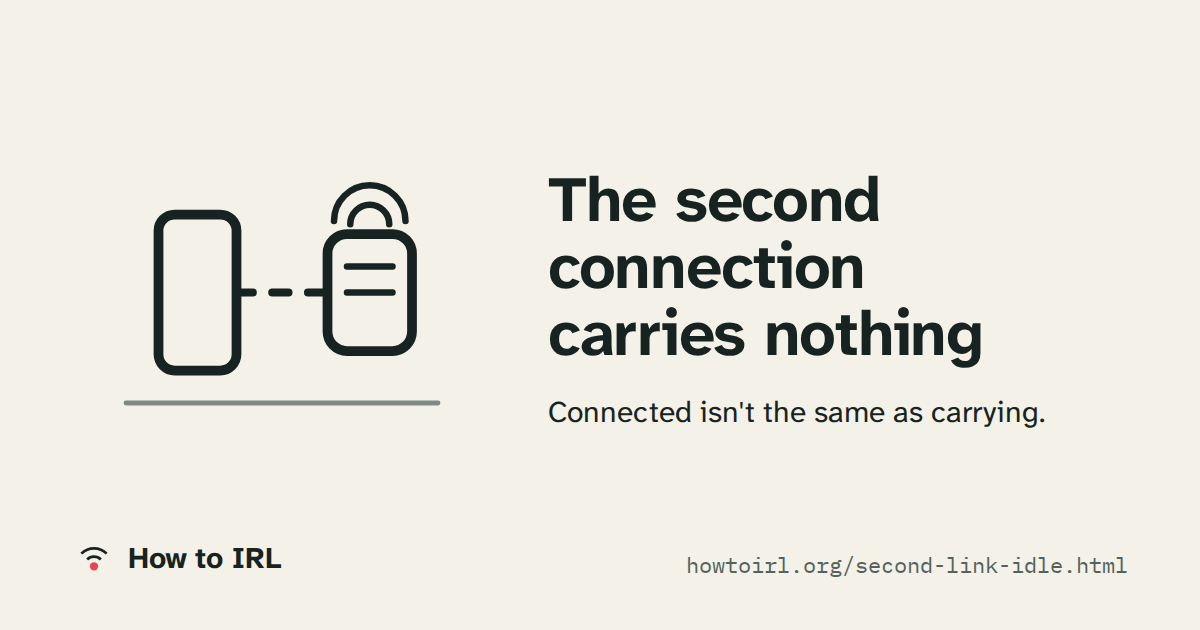 The second
connection
carries nothing
Connected isn't the same as carrying.
How to IRL
howtoirl.org/second-link-idle.html